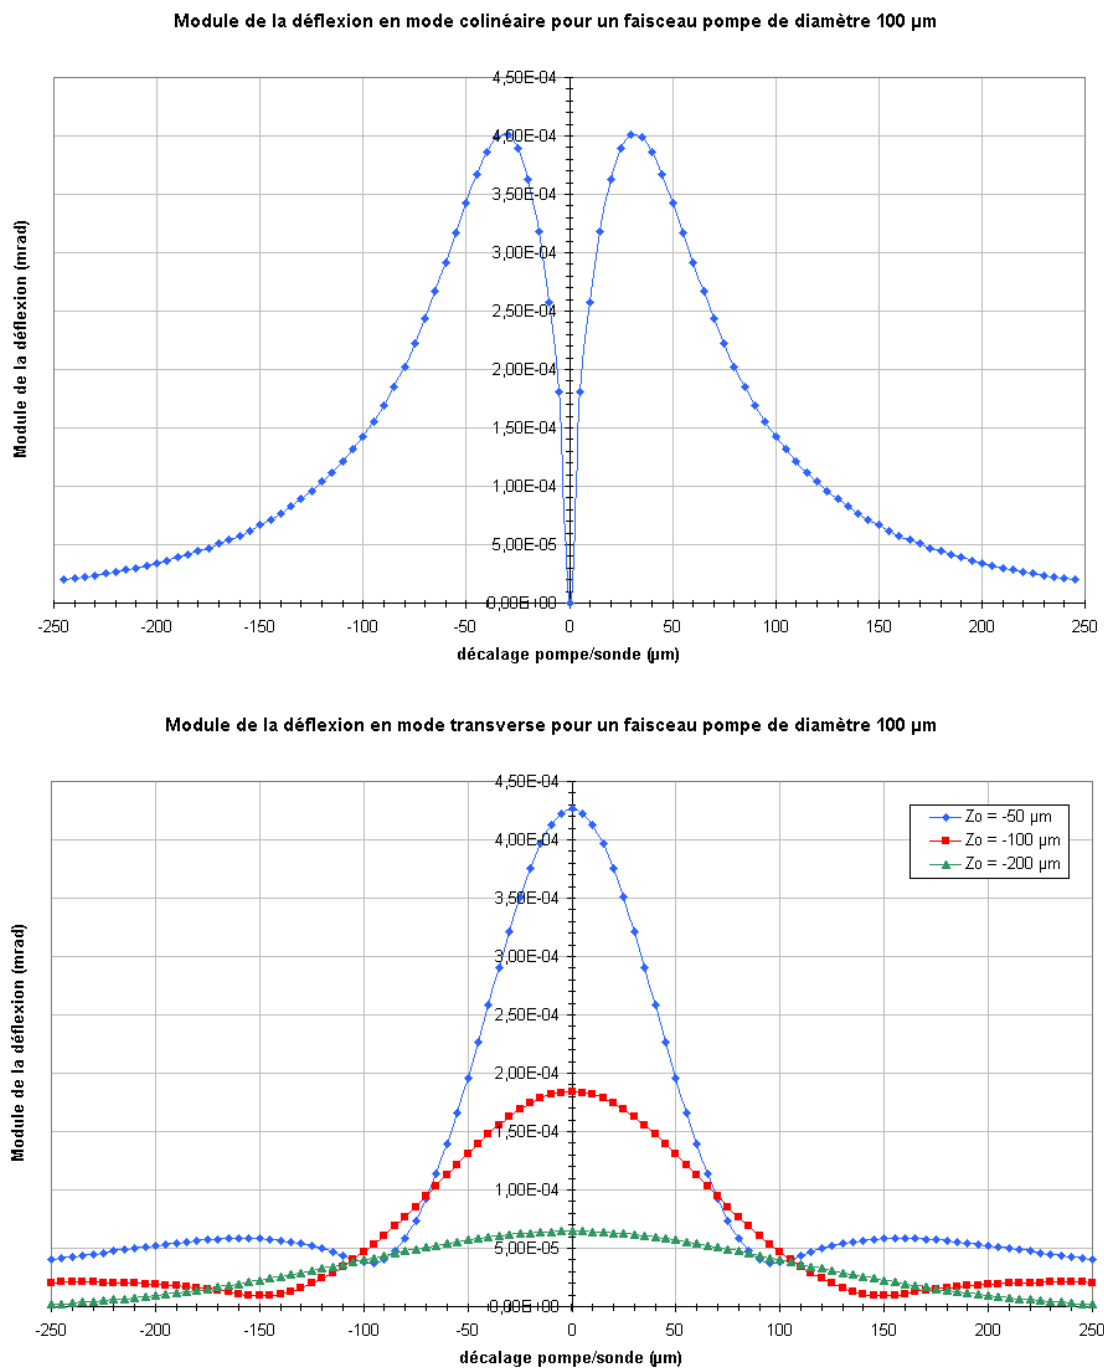 Module de la déflexion en mode colinéaire pour un faisceau pompe de diamètre 100 µm
4,50E-04
4,00E-04
3,50E-04
3,00E-04
2,50E-04
2,00E-04
1,50E-04
1,00E-04
5,00E-05
0,00E+00
Module de la déflexion (mrad)
-250 -200 -150 -100 -50 0 50 100 150 200 250
décalage pompe/sonde (µm)
Module de la déflexion en mode transverse pour un faisceau pompe de diamètre 100 µm
4,50E-04
4,00E-04
3,50E-04
3,00E-04
2,50E-04
2,00E-04
1,50E-04
1,00E-04
5,00E-05
0,00E+00
Zo = -50 µm
Zo = -100 µm
Zo = -200 µm
Module de la déflexion (mrad)
-250 -200 -150 -100 -50 0 50 100 150 200 250
décalage pompe/sonde (µm)